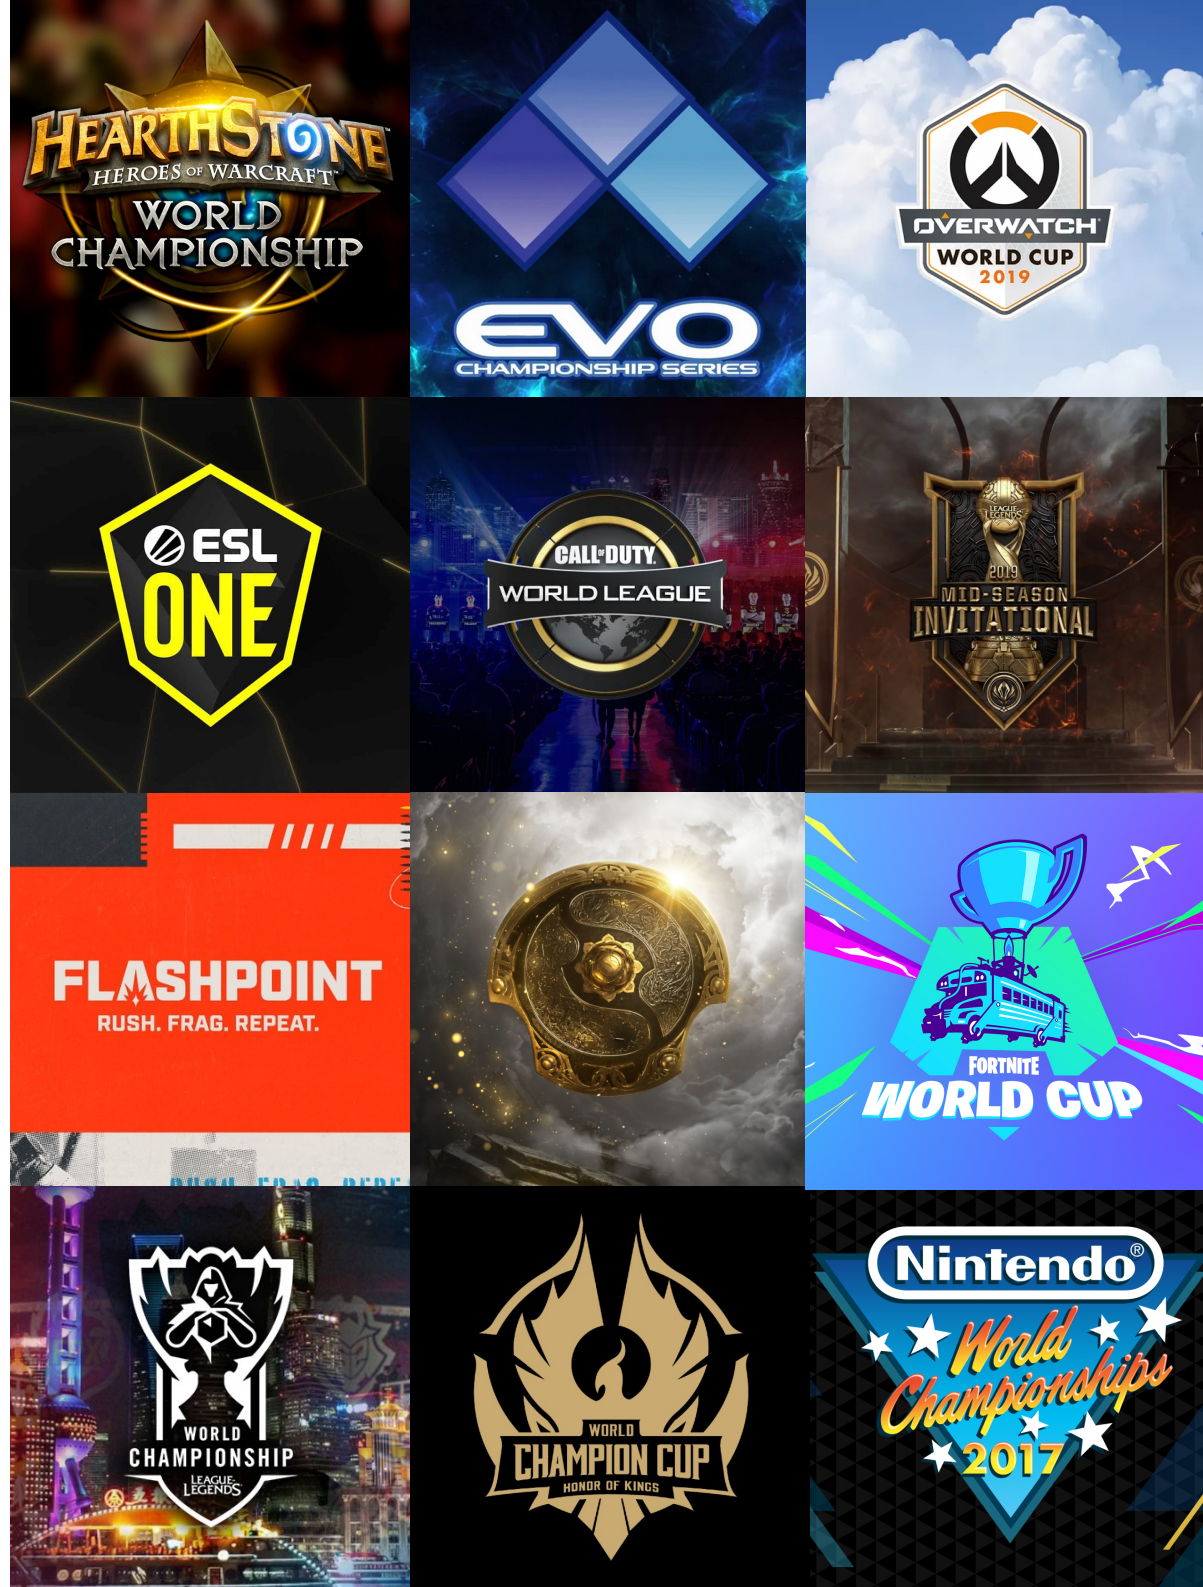 HEARTHSTONE™
HEROES OF WARCRAFT™
WORLD
CHAMPIONSHIP
EVO
CHAMPIONSHIP SERIES
OVERWATCH
WORLD CUP
2019
ESL
ONE
CALL OF DUTY.
WORLD LEAGUE
LEAGUE
OF
LEGENDS
2019
MID-SEASON
INVITATIONAL
FLASHPOINT
RUSH. FRAG. REPEAT.
FORTNITE
WORLD CUP
WORLD
CHAMPIONSHIP
LEAGUE
OF
LEGENDS
WORLD
CHAMPION CUP
HONOR OF KINGS
Nintendo®
World
Championships
2017